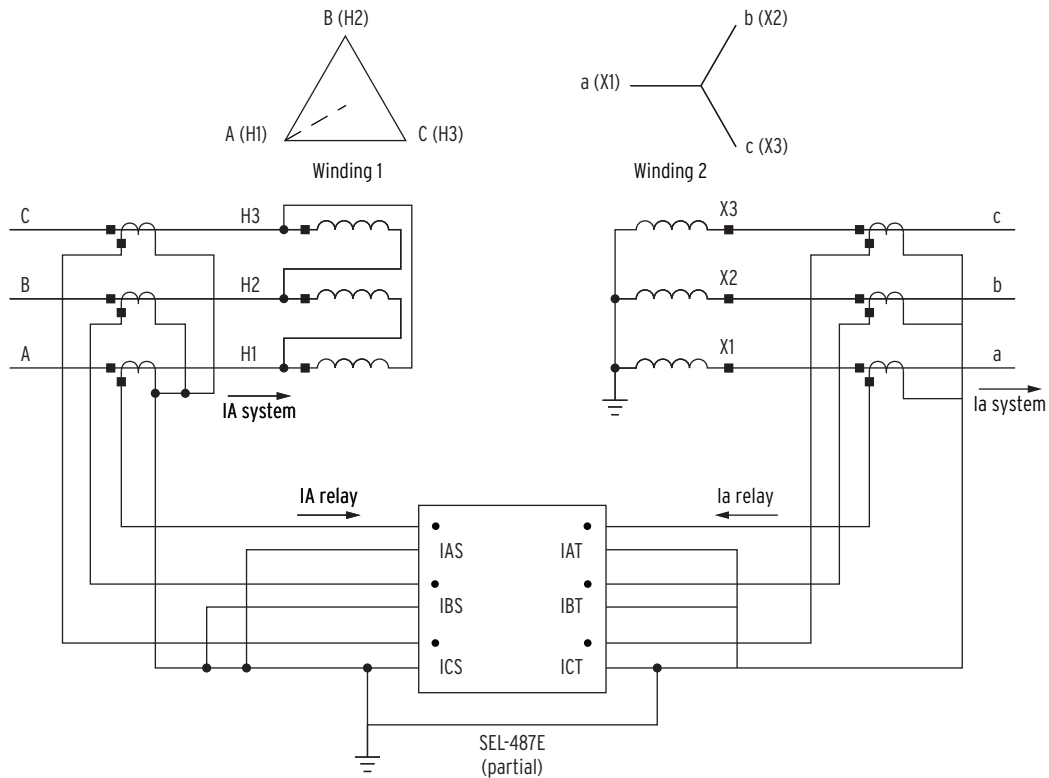 B (H2)
b (X2)
a (X1)
A (H1)
C (H3)
c (X3)
Winding 1
Winding 2
C
H3
X3
c
B
H2
X2
b
A
H1
X1
a
IA system
Ia system
IA relay
Ia relay
IAS
IAT
IBS
IBT
ICS
ICT
SEL-487E
(partial)